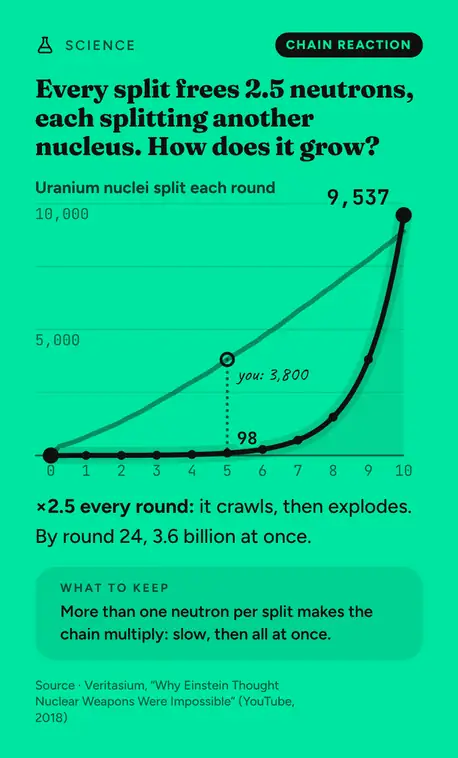 SCIENCE
CHAIN REACTION
Every split frees 2.5 neutrons,
each splitting another
nucleus. How does it grow?
Uranium nuclei split each round
9,537
10,000
5,000
you: 3,800
98
0 1 2 3 4 5 6 7 8 9 10
×2.5 every round: it crawls, then explodes.
By round 24, 3.6 billion at once.
WHAT TO KEEP
More than one neutron per split makes the
chain multiply: slow, then all at once.
Source · Veritasium, "Why Einstein Thought
Nuclear Weapons Were Impossible" (YouTube,
2018)